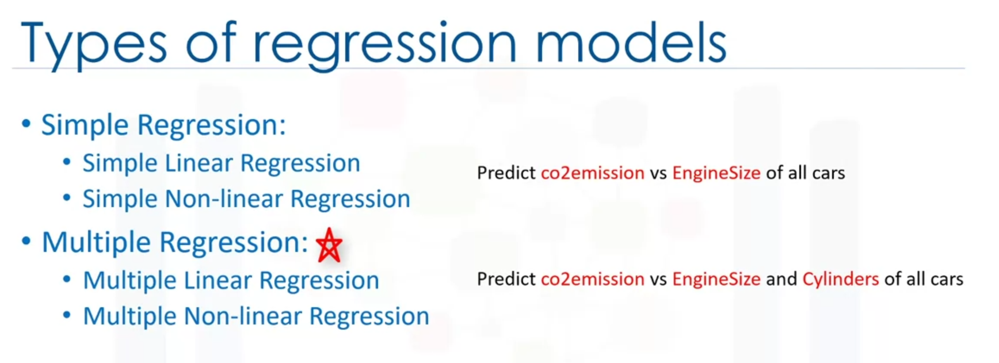 Types of regression models
• Simple Regression:
• Simple Linear Regression
• Simple Non-linear Regression
Predict co2emission vs EngineSize of all cars
• Multiple Regression:
• Multiple Linear Regression
• Multiple Non-linear Regression
Predict co2emission vs EngineSize and Cylinders of all cars